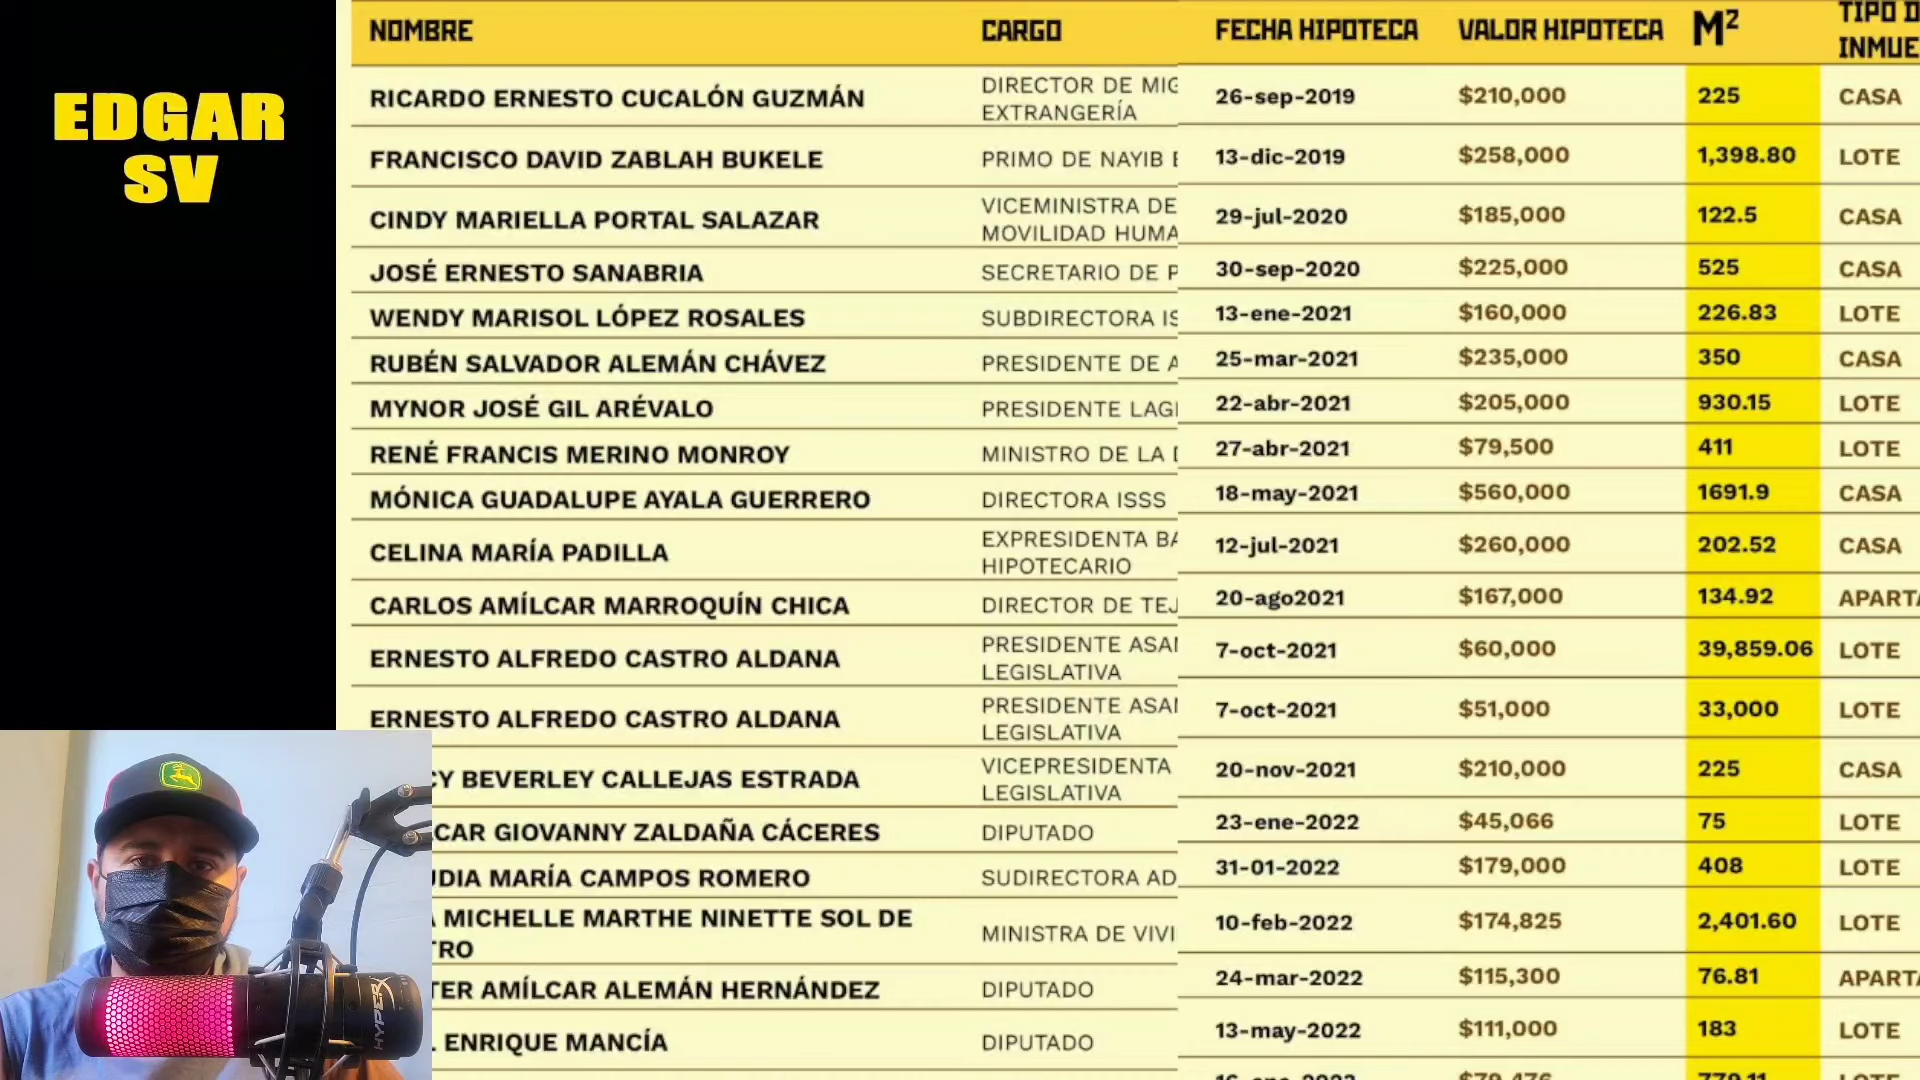 EDGAR
SV
NOMBRE CARGO FECHA HIPOTECA VALOR HIPOTECA M² TIPO D
INMUE
RICARDO ERNESTO CUCALÓN GUZMÁN DIRECTOR DE MIG 26-sep-2019 $210,000 225 CASA
EXTRANGERÍA
FRANCISCO DAVID ZABLAH BUKELE PRIMO DE NAYIB 13-dic-2019 $258,000 1,398.80 LOTE
CINDY MARIELLA PORTAL SALAZAR VICEMINISTRA DE 29-jul-2020 $185,000 122.5 CASA
MOVILIDAD HUMA
JOSÉ ERNESTO SANABRIA SECRETARIO DE P 30-sep-2020 $225,000 525 CASA
WENDY MARISOL LÓPEZ ROSALES SUBDIRECTORA IS 13-ene-2021 $160,000 226.83 LOTE
RUBÉN SALVADOR ALEMÁN CHÁVEZ PRESIDENTE DE A 25-mar-2021 $235,000 350 CASA
MYNOR JOSÉ GIL ARÉVALO PRESIDENTE LAG 22-abr-2021 $205,000 930.15 LOTE
RENÉ FRANCIS MERINO MONROY MINISTRO DE LA 27-abr-2021 $79,500 411 LOTE
MÓNICA GUADALUPE AYALA GUERRERO DIRECTORA ISSS 18-may-2021 $560,000 1691.9 CASA
CELINA MARÍA PADILLA EXPRESIDENTA BA 12-jul-2021 $260,000 202.52 CASA
HIPOTECARIO
CARLOS AMÍLCAR MARROQUÍN CHICA DIRECTOR DE TEJ 20-ago2021 $167,000 134.92 APARTA
ERNESTO ALFREDO CASTRO ALDANA PRESIDENTE ASA 7-oct-2021 $60,000 39,859.06 LOTE
LEGISLATIVA
ERNESTO ALFREDO CASTRO ALDANA PRESIDENTE ASA 7-oct-2021 $51,000 33,000 LOTE
LEGISLATIVA
CY BEVERLEY CALLEJAS ESTRADA VICEPRESIDENTA 20-nov-2021 $210,000 225 CASA
LEGISLATIVA
CAR GIOVANNY ZALDAÑA CÁCERES DIPUTADO 23-ene-2022 $45,066 75 LOTE
DIA MARÍA CAMPOS ROMERO SUDIRECTORA AD 31-01-2022 $179,000 408 LOTE
MICHELLE MARTHE NINETTE SOL DE MINISTRA DE VIVI 10-feb-2022 $174,825 2,401.60 LOTE
TRO
TER AMÍLCAR ALEMÁN HERNÁNDEZ DIPUTADO 24-mar-2022 $115,300 76.81 APARTA
ENRIQUE MANCÍA DIPUTADO 13-may-2022 $111,000 183 LOTE
HYPERX